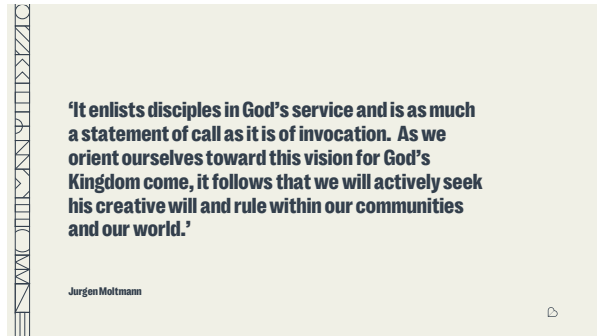 ‘It enlists disciples in God’s service and is as much
a statement of call as it is of invocation.  As we
orient ourselves toward this vision for God’s
Kingdom come, it follows that we will actively seek
his creative will and rule within our communities
and our world.’
Jurgen Moltmann